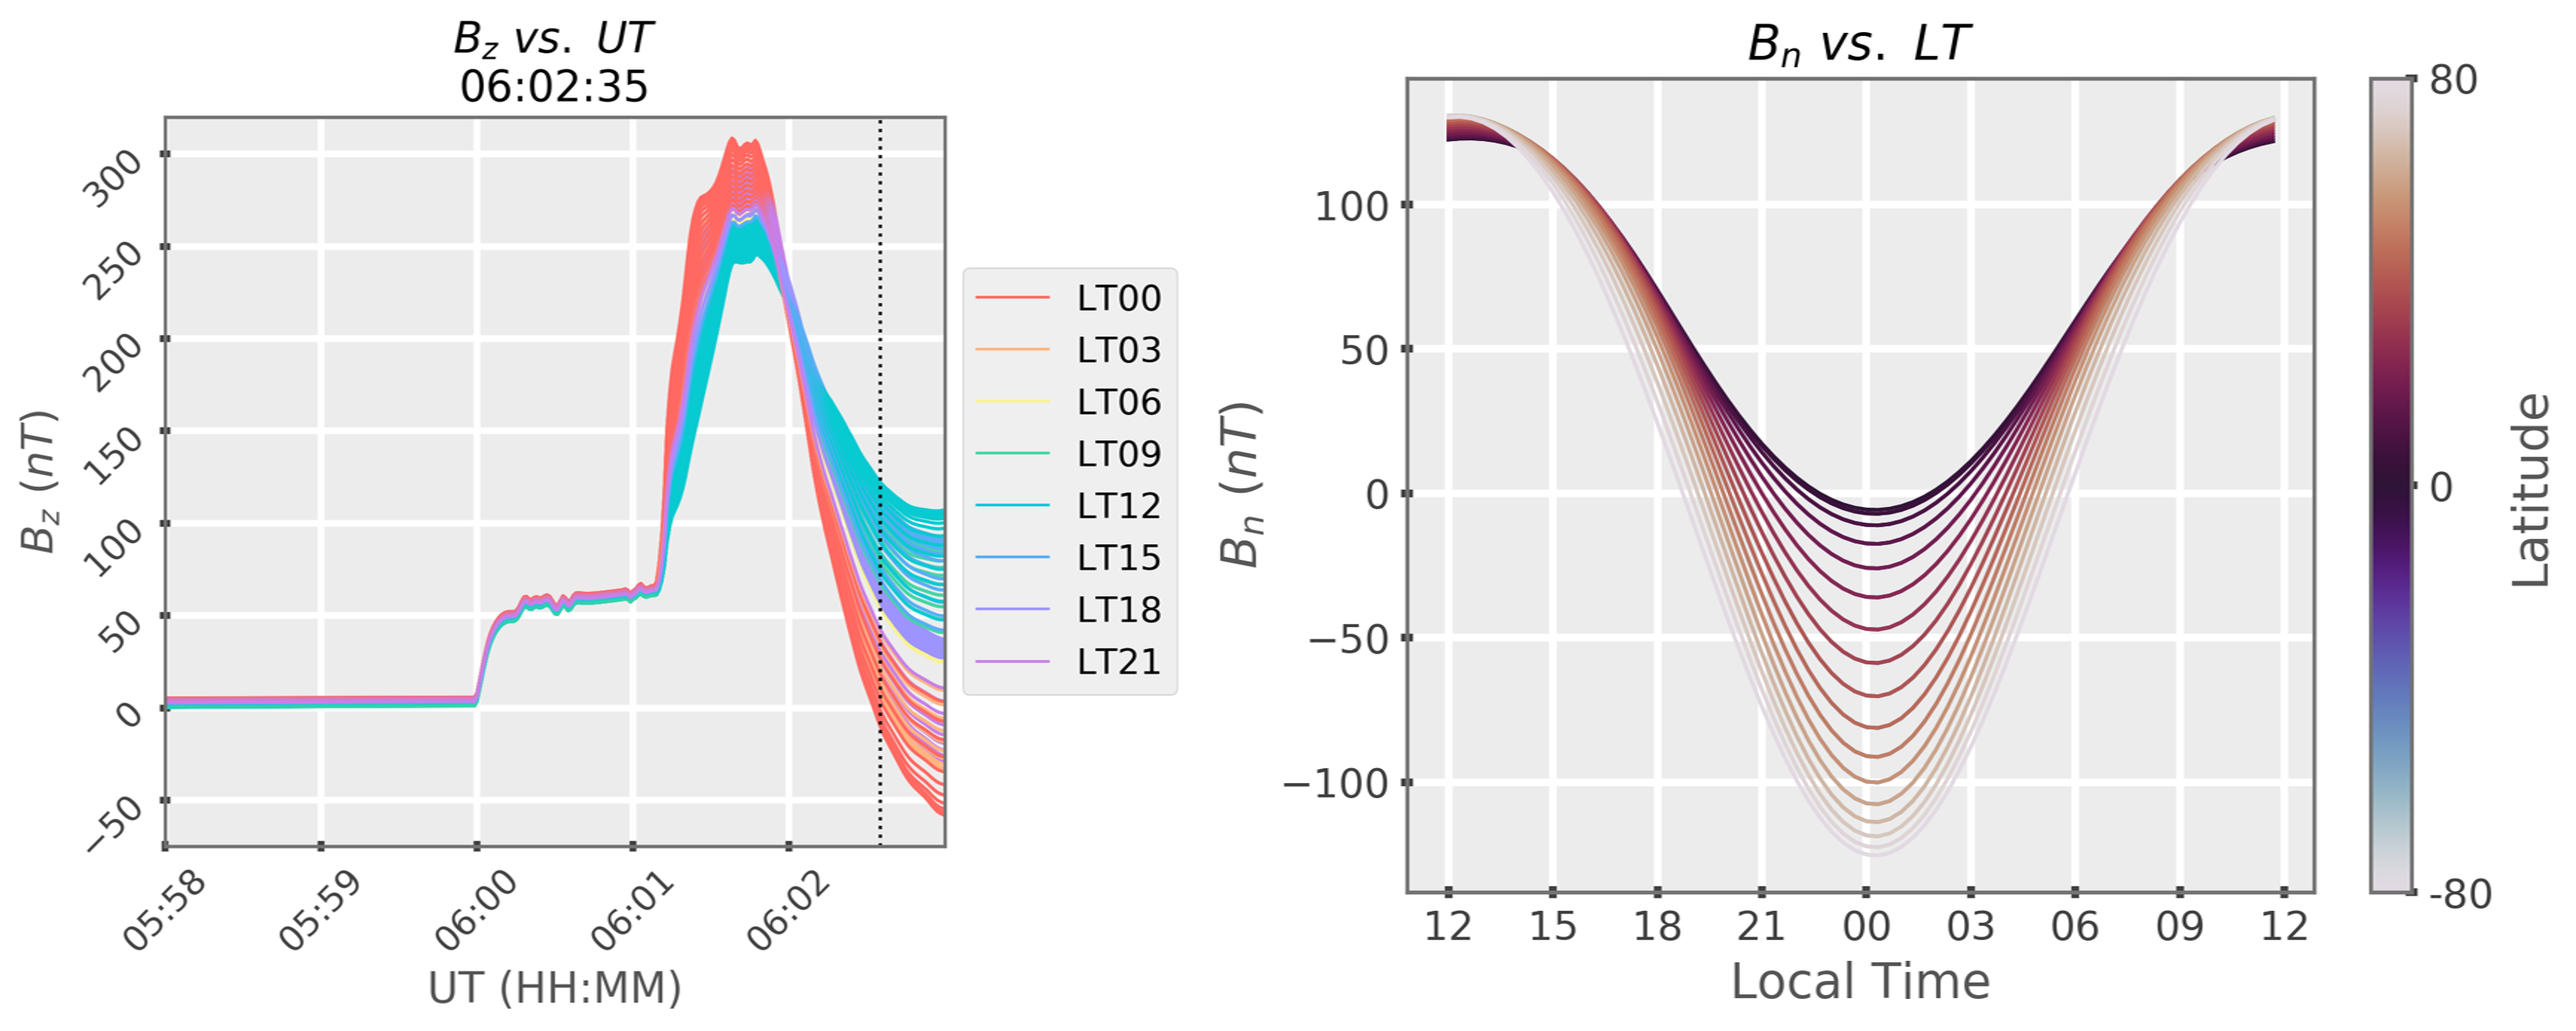 B_z vs. UT
06:02:35
B_z (nT)
300
250
200
150
100
50
0
−50
05:58
05:59
06:00
06:01
06:02
UT (HH:MM)
LT00
LT03
LT06
LT09
LT12
LT15
LT18
LT21
B_n vs. LT
B_n (nT)
100
50
0
−50
−100
12
15
18
21
00
03
06
09
12
Local Time
80
0
-80
Latitude